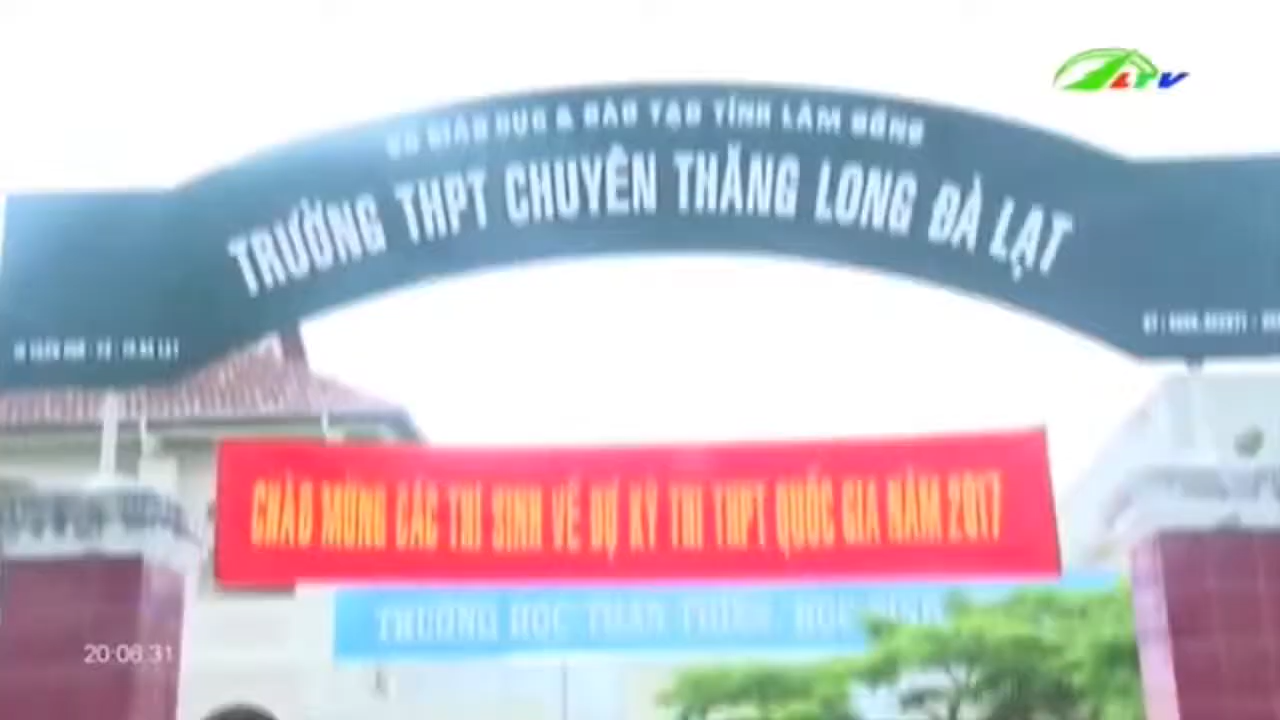 LTV
SỞ GIÁO DỤC & ĐÀO TẠO TỈNH LÂM ĐỒNG
TRƯỜNG THPT CHUYÊN THĂNG LONG ĐÀ LẠT
CHÀO MỪNG CÁC THÍ SINH VỀ DỰ KỲ THI THPT QUỐC GIA NĂM 2017
TRƯỜNG HỌC THÂN THIỆN, HỌC SINH
20:06:31